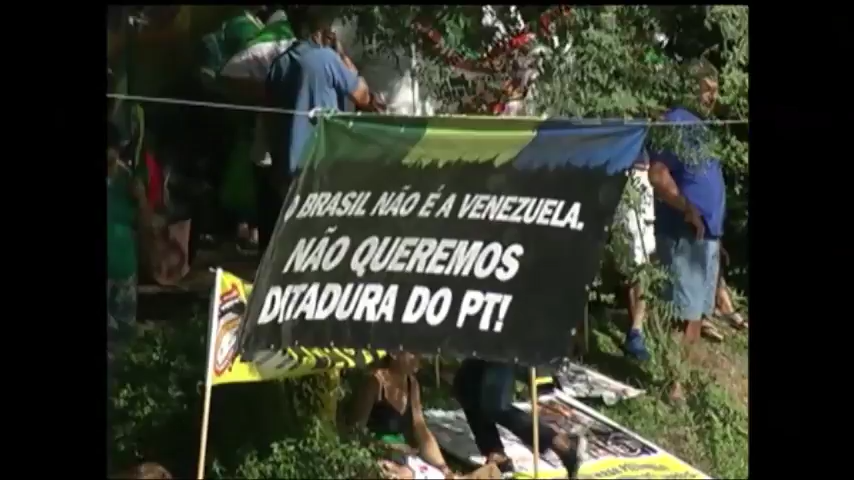 O BRASIL NÃO É A VENEZUELA.
NÃO QUEREMOS
DITADURA DO PT!